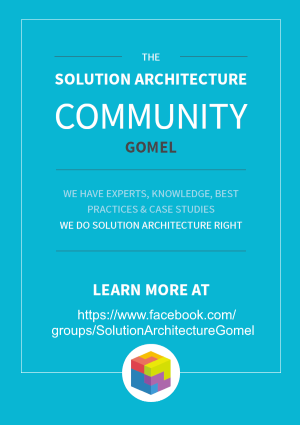 THE
SOLUTION ARCHITECTURE
COMMUNITY
GOMEL
WE HAVE EXPERTS, KNOWLEDGE, BEST
PRACTICES & CASE STUDIES
WE DO SOLUTION ARCHITECTURE RIGHT
LEARN MORE AT
https://www.facebook.com/
groups/SolutionArchitectureGomel